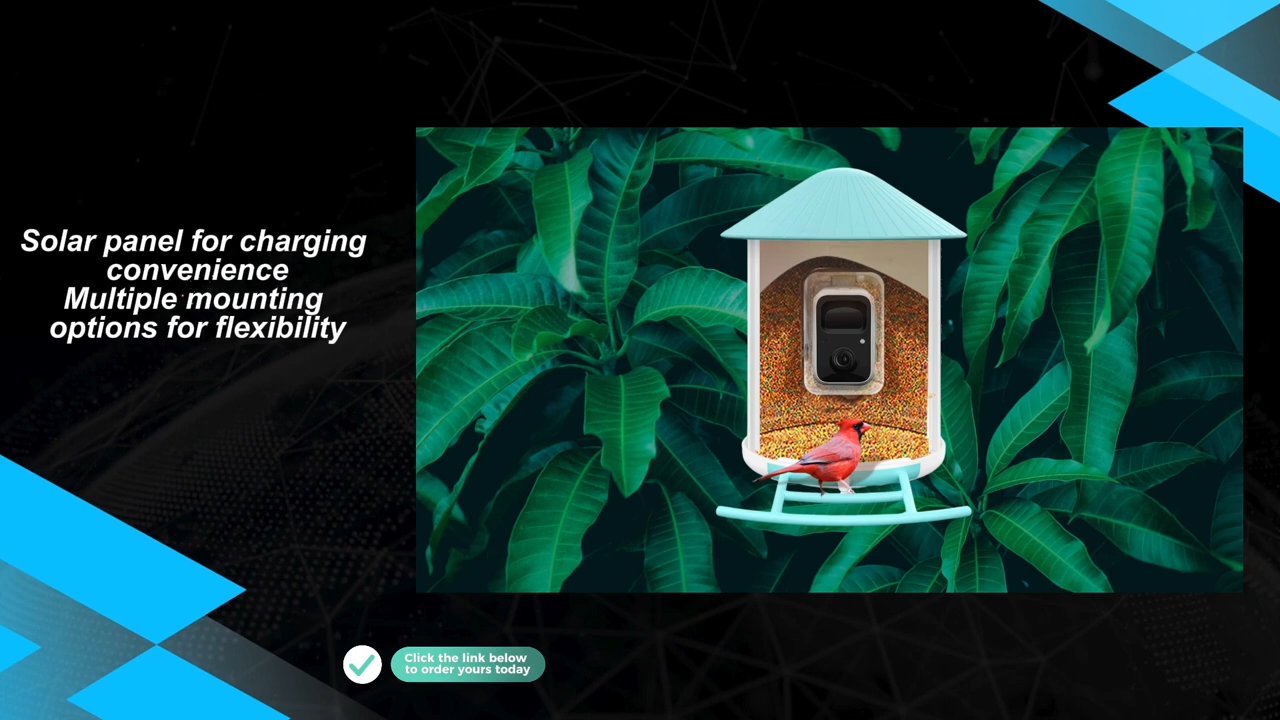 Solar panel for charging
convenience
Multiple mounting
options for flexibility
Click the link below
to order yours today